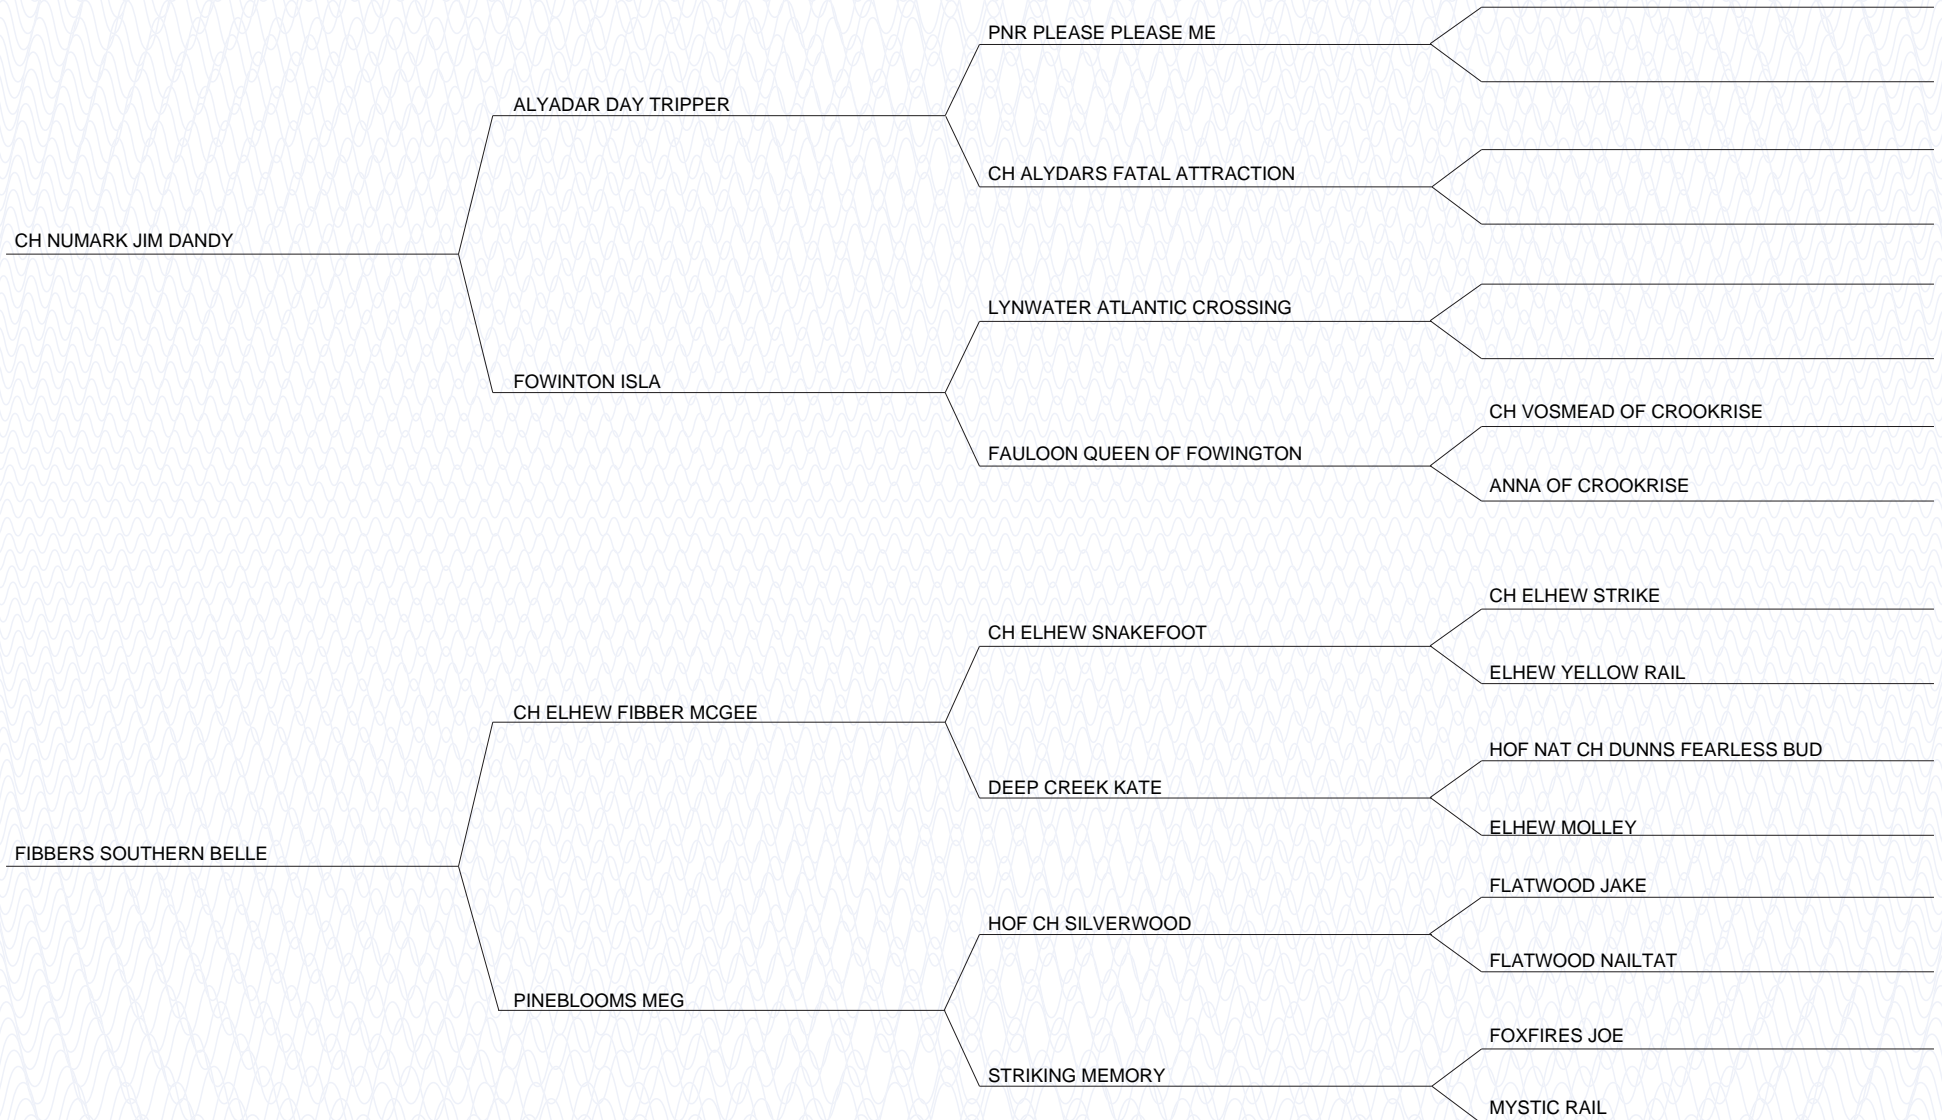 PNR PLEASE PLEASE ME
ALYADAR DAY TRIPPER
CH ALYDARS FATAL ATTRACTION
CH NUMARK JIM DANDY
LYNWATER ATLANTIC CROSSING
FOWINTON ISLA
CH VOSMEAD OF CROOKRISE
FAULOON QUEEN OF FOWINGTON
ANNA OF CROOKRISE
CH ELHEW STRIKE
CH ELHEW SNAKEFOOT
ELHEW YELLOW RAIL
CH ELHEW FIBBER MCGEE
HOF NAT CH DUNNS FEARLESS BUD
DEEP CREEK KATE
ELHEW MOLLEY
FIBBERS SOUTHERN BELLE
FLATWOOD JAKE
HOF CH SILVERWOOD
FLATWOOD NAILTAT
PINEBLOOMS MEG
FOXFIRES JOE
STRIKING MEMORY
MYSTIC RAIL